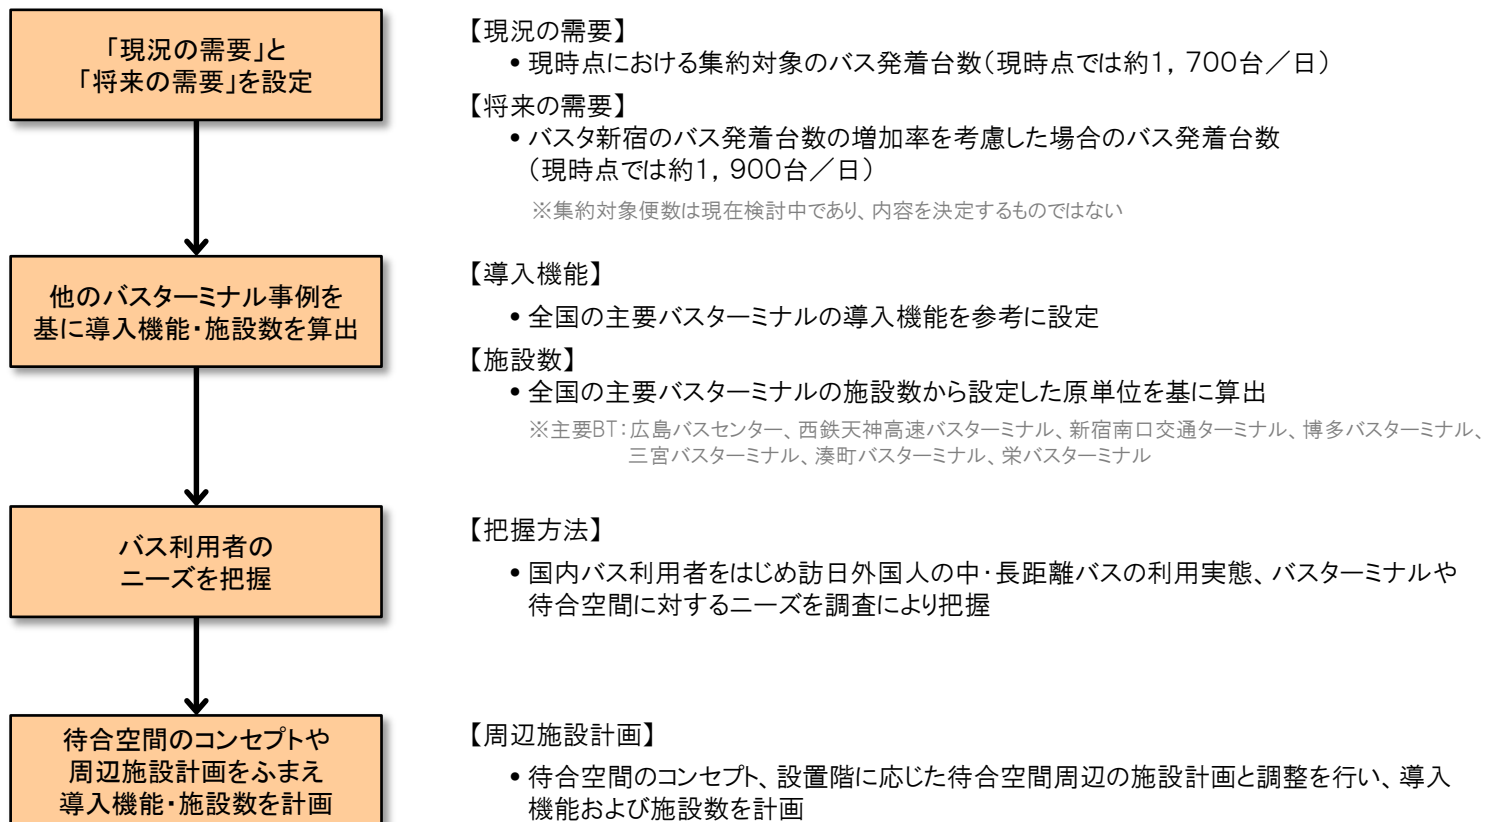 「現況の需要」と
「将来の需要」を設定
【現況の需要】
•現時点における集約対象のバス発着台数（現時点では約1，700台／日）
【将来の需要】
•バスタ新宿のバス発着台数の増加率を考慮した場合のバス発着台数
（現時点では約1，900台／日）
※集約対象便数は現在検討中であり、内容を決定するものではない
他のバスターミナル事例を
基に導入機能・施設数を算出
【導入機能】
•全国の主要バスターミナルの導入機能を参考に設定
【施設数】
•全国の主要バスターミナルの施設数から設定した原単位を基に算出
※主要BT：広島バスセンター、西鉄天神高速バスターミナル、新宿南口交通ターミナル、博多バスターミナル、
三宮バスターミナル、湊町バスターミナル、栄バスターミナル
バス利用者の
ニーズを把握
【把握方法】
•国内バス利用者をはじめ訪日外国人の中・長距離バスの利用実態、バスターミナルや
待合空間に対するニーズを調査により把握
待合空間のコンセプトや
周辺施設計画をふまえ
導入機能・施設数を計画
【周辺施設計画】
•待合空間のコンセプト、設置階に応じた待合空間周辺の施設計画と調整を行い、導入
機能および施設数を計画